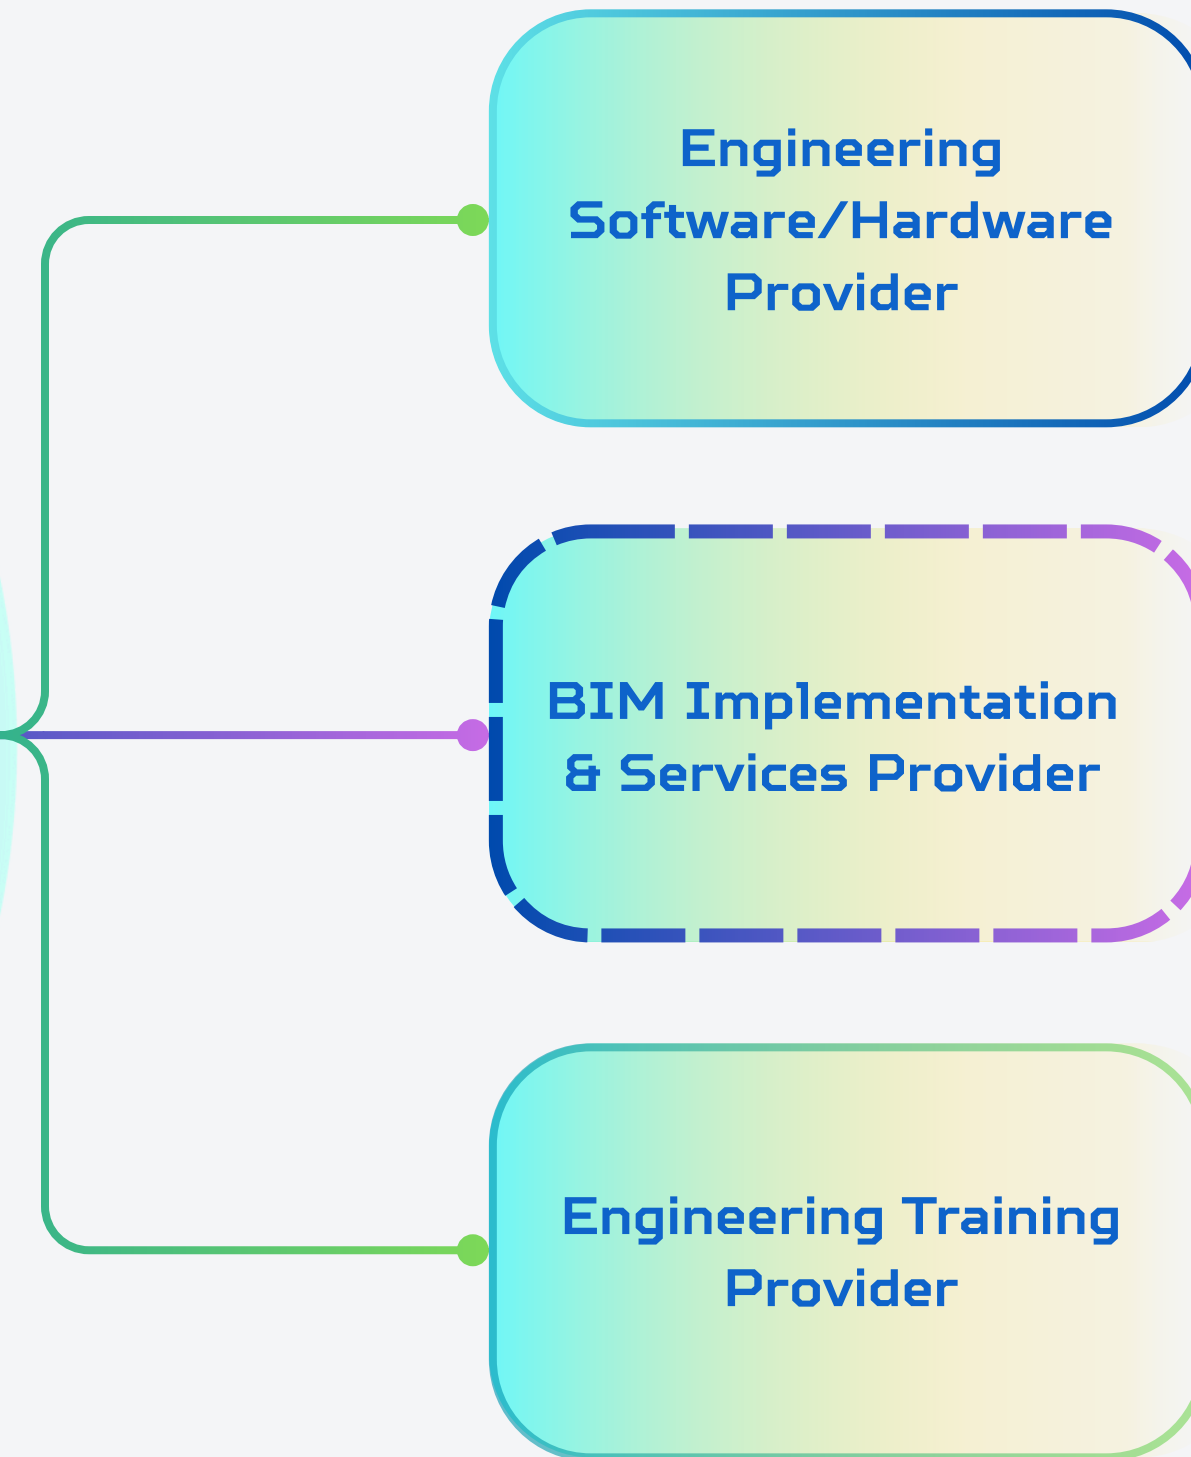 Engineering
Software/Hardware
Provider
BIM Implementation
& Services Provider
Engineering Training
Provider